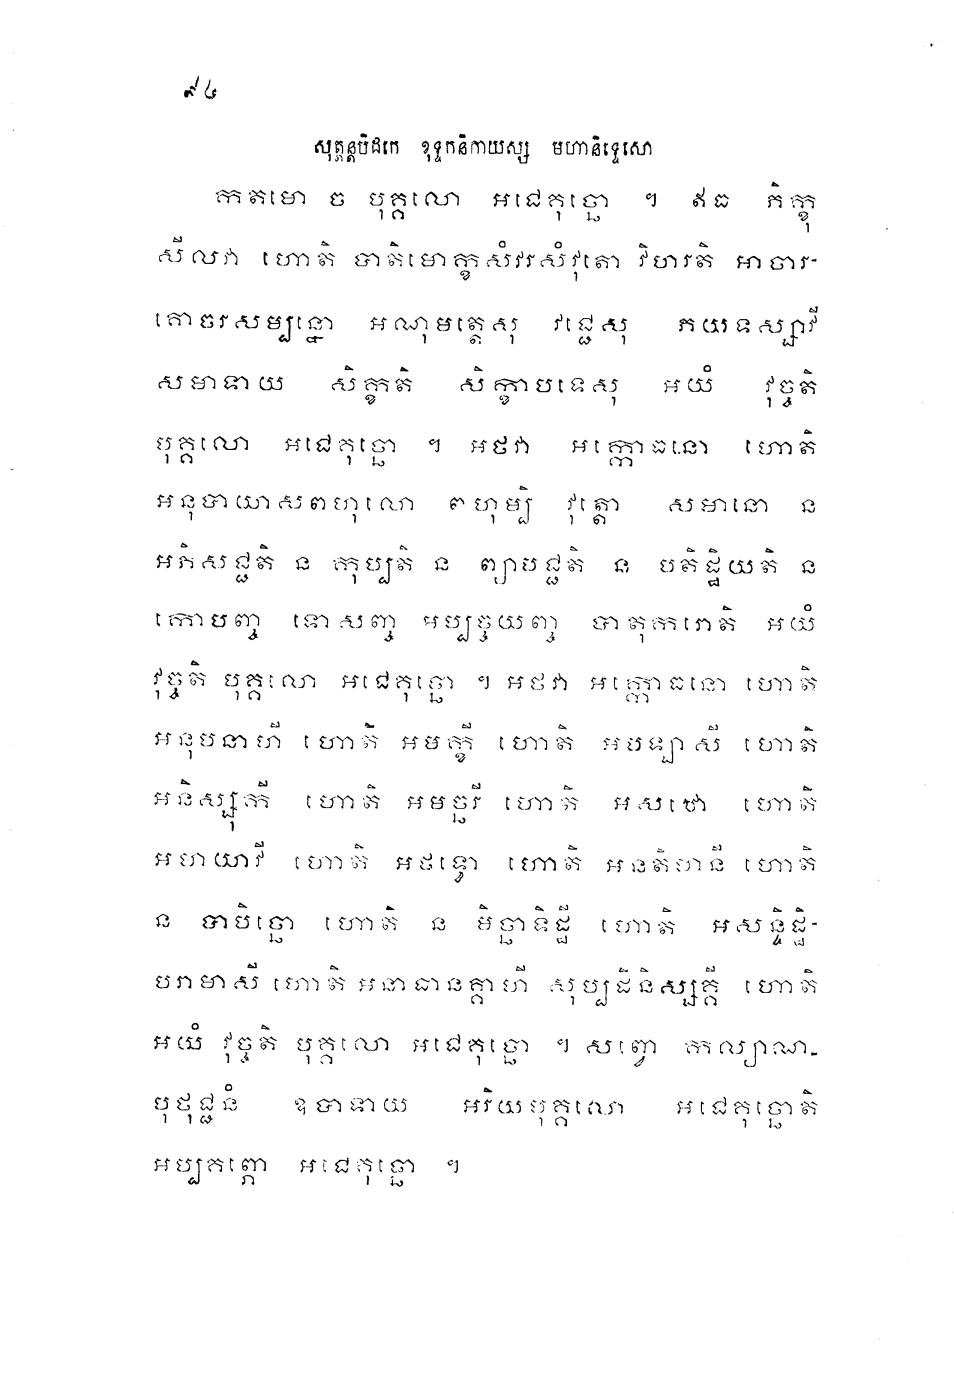 ៩៤
សុត្តន្តបិដកេ ខុទ្ទកនិកាយស្ស មហានិទ្ទេសោ
កតមោ ច បុគ្គលោ អជេគុច្ឆោ ។ ឥធ ភិក្ខុ
សីលវា ហោតិ បាតិមោក្ខសំវរសំវុតោ វិហរតិ អាចារ-
គោចរសម្បន្នោ អណុមត្តេសុ វជ្ជេសុ ភយទស្សាវី
សមាទាយ សិក្ខតិ សិក្ខាបទេសុ អយំ វុច្ចតិ
បុគ្គលោ អជេគុច្ឆោ ។ អថវា អក្កោធនោ ហោតិ
អនុបាយាសពហុលោ ពហុម្បិ វុត្តោ សមានោ ន
អភិសជ្ជតិ ន កុប្បតិ ន ព្យាបជ្ជតិ ន បតិដ្ឋិយតិ ន
កោបញ្ច ទោសញ្ច អប្បច្ចយញ្ច បាតុករោតិ អយំ
វុច្ចតិ បុគ្គលោ អជេគុច្ឆោ ។ អថវា អក្កោធនោ ហោតិ
អនុបនាហី ហោតិ អមក្ខី ហោតិ អបឡាសី ហោតិ
អនិស្សុកី ហោតិ អមច្ឆរី ហោតិ អសឋោ ហោតិ
អមាយាវី ហោតិ អថទ្ធោ ហោតិ អនតិមានី ហោតិ
ន បាបិច្ឆោ ហោតិ ន មិច្ឆាទិដ្ឋី ហោតិ អសន្ទិដ្ឋិ-
បរាមាសី ហោតិ អនាធានគ្គាហី សុប្បដិនិស្សគ្គី ហោតិ
អយំ វុច្ចតិ បុគ្គលោ អជេគុច្ឆោ ។ សព្វេ កល្យាណ-
បុថុជ្ជនំ ឧបាទាយ អរិយបុគ្គលោ អជេគុច្ឆោតិ
អប្បគព្ភោ អជេគុច្ឆោ ។